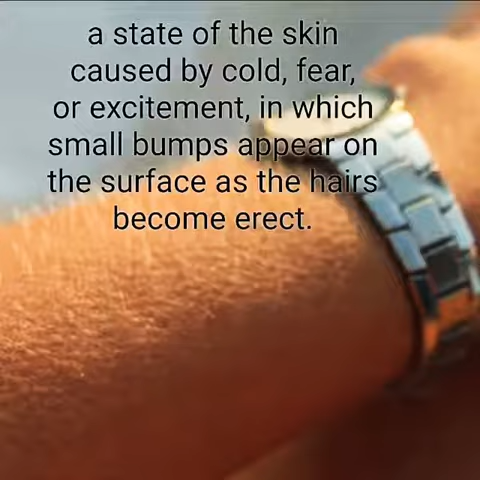 a state of the skin
caused by cold, fear,
or excitement, in which
small bumps appear on
the surface as the hairs
become erect.